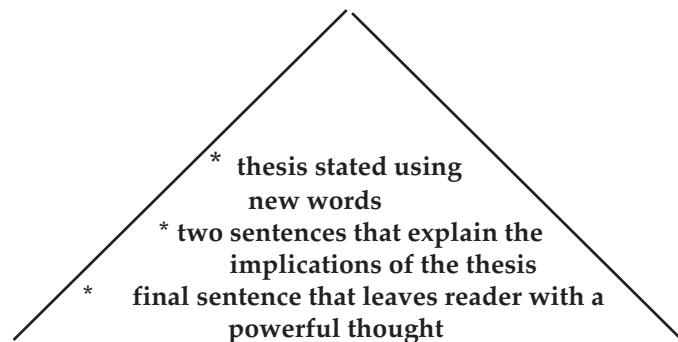 * thesis stated using
new words
* two sentences that explain the
implications of the thesis
* final sentence that leaves reader with a
powerful thought